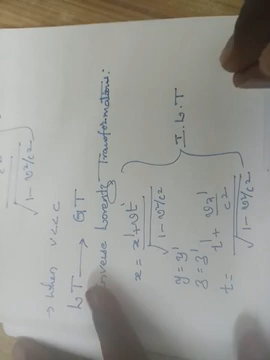 √1-v²/c²
→ when v<<c
LT → GT
Inverse Lorentz Transformations:
x = x'+vt' / √1-v²/c²
y = y'
z = z'
t = t' + vx'/c² / √1-v²/c²
I.L.T